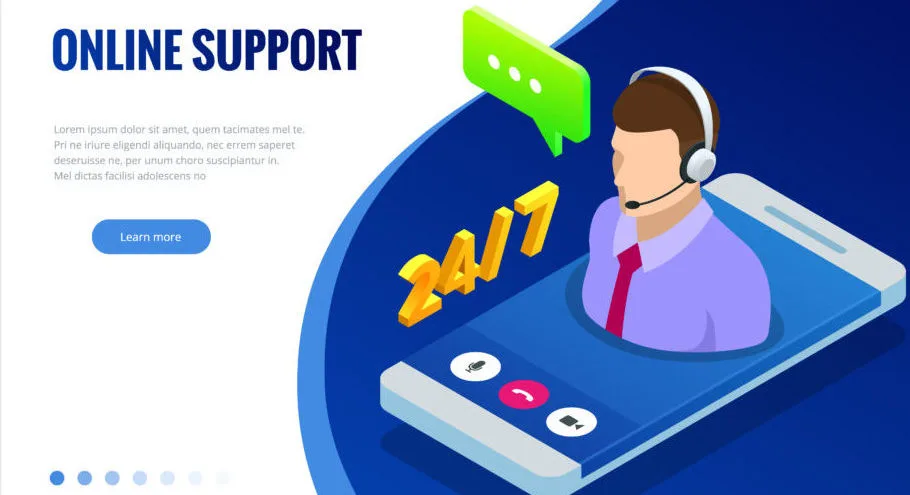 ONLINE SUPPORT
Lorem ipsum dolor sit amet, quem tacimates mel te.
Pri ne iriure eligendi aliquando, nec errem saperet
deseruisse ne, per unum choro suscipiantur in.
Mel dictas facilisi adolescens no
Learn more
24/7